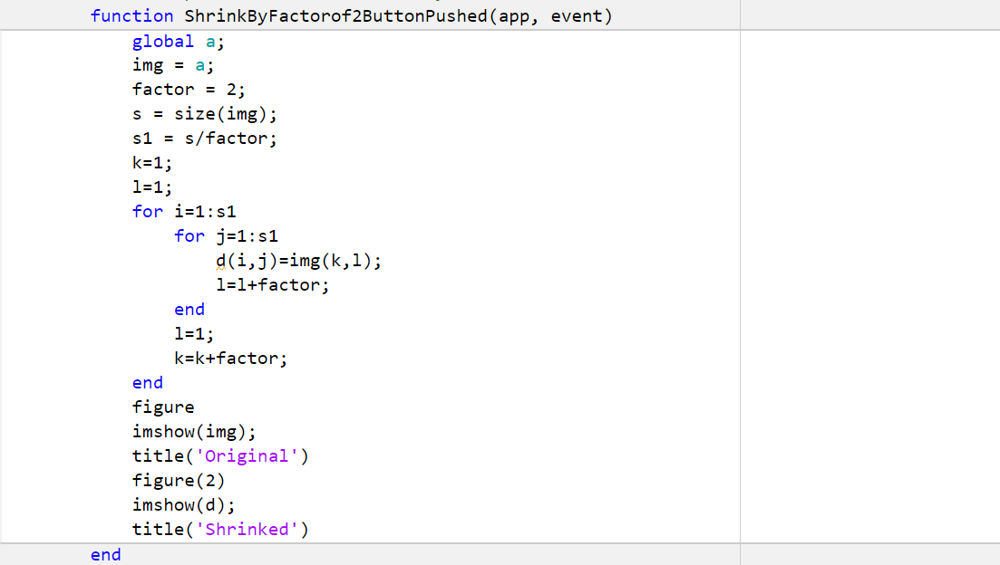 function ShrinkByFactorof2ButtonPushed(app, event)
global a;
img = a;
factor = 2;
s = size(img);
s1 = s/factor;
k=1;
l=1;
for i=1:s1
for j=1:s1
d(i,j)=img(k,l);
l=l+factor;
end
l=1;
k=k+factor;
end
figure
imshow(img);
title('Original')
figure(2)
imshow(d);
title('Shrinked')
end